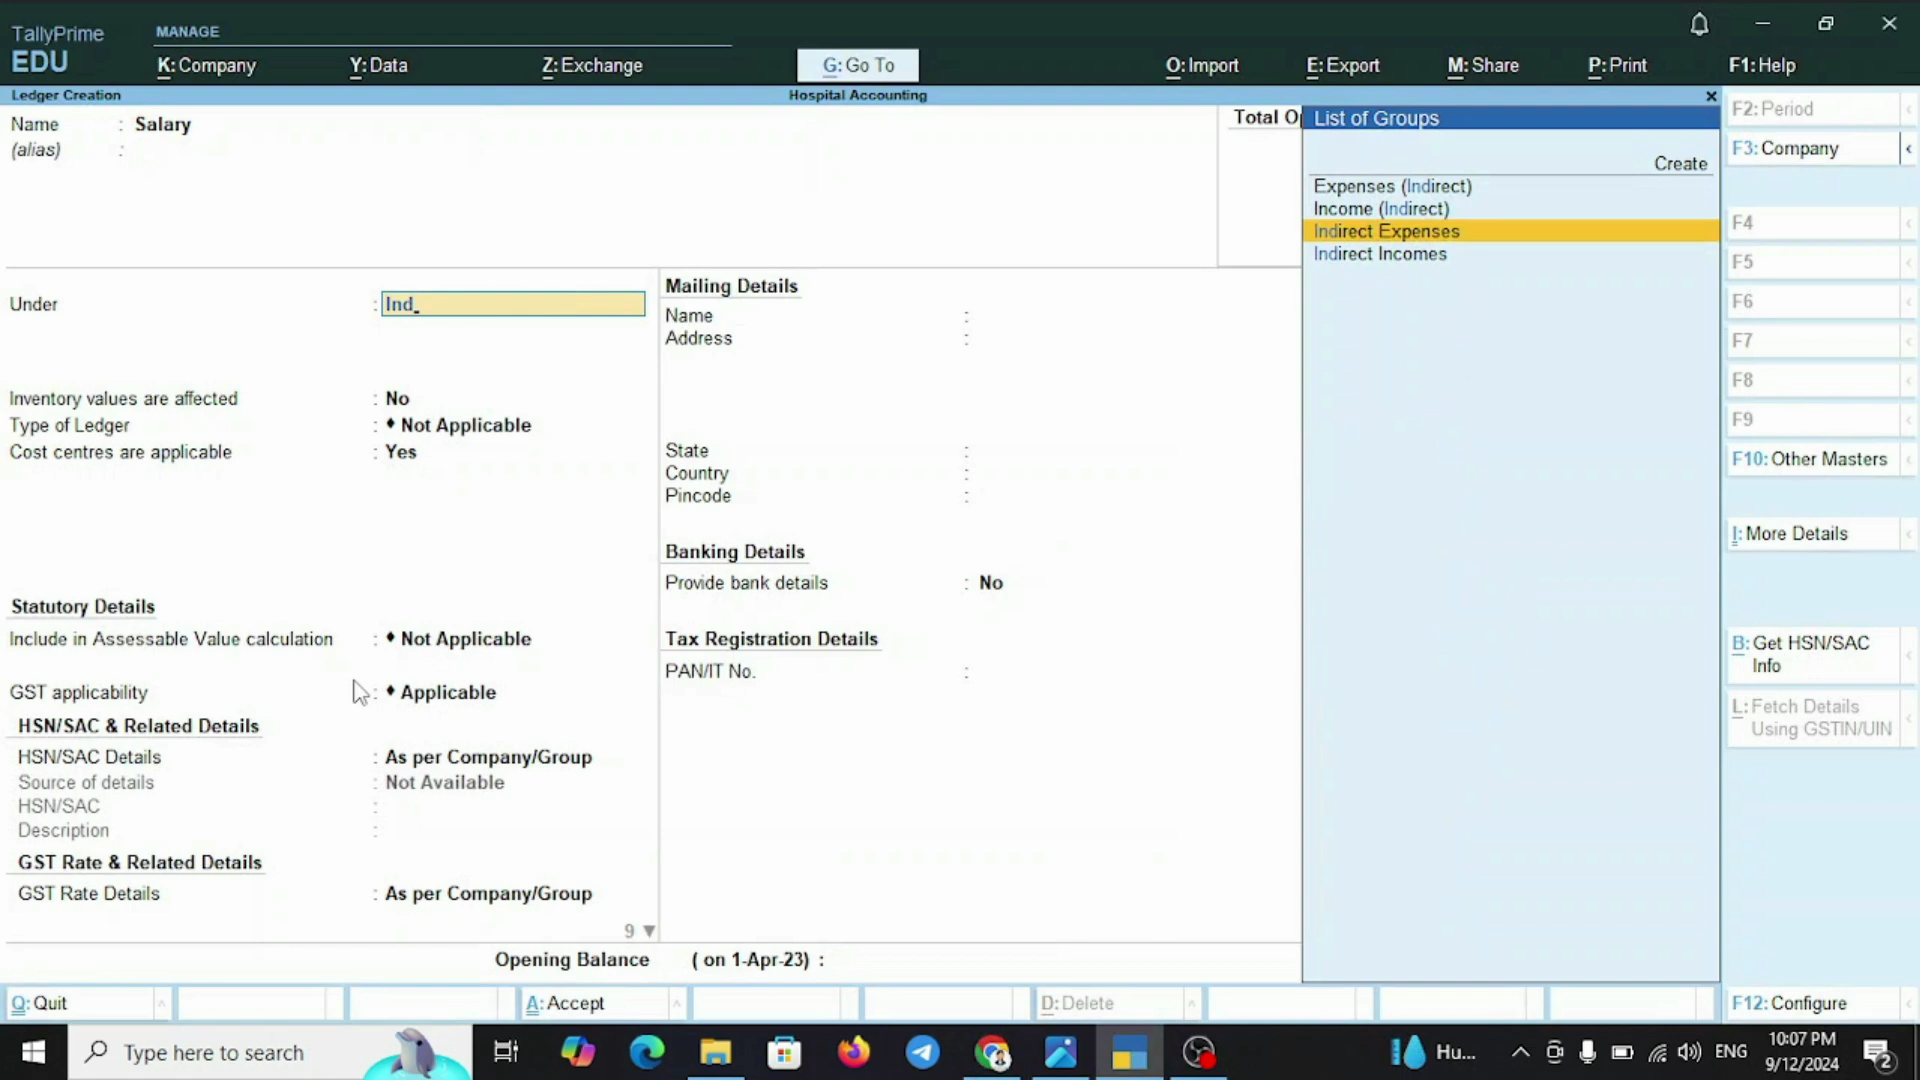 TallyPrime
EDU
MANAGE
K: Company
Y: Data
Z: Exchange
G: Go To
O: Import
E: Export
M: Share
P: Print
F1: Help
Ledger Creation
Hospital Accounting
Name : Salary
(alias) :
Total Op
Under : Ind
Inventory values are affected : No
Type of Ledger : ♦ Not Applicable
Cost centres are applicable : Yes
Statutory Details
Include in Assessable Value calculation : ♦ Not Applicable
GST applicability : ♦ Applicable
HSN/SAC & Related Details
HSN/SAC Details : As per Company/Group
Source of details : Not Available
HSN/SAC :
Description :
GST Rate & Related Details
GST Rate Details : As per Company/Group
9 ▼
Mailing Details
Name :
Address :
State :
Country :
Pincode :
Banking Details
Provide bank details : No
Tax Registration Details
PAN/IT No. :
Opening Balance ( on 1-Apr-23) :
List of Groups
Create
Expenses (Indirect)
Income (Indirect)
Indirect Expenses
Indirect Incomes
F2: Period
F3: Company
F4
F5
F6
F7
F8
F9
F10: Other Masters
I: More Details
B: Get HSN/SAC
Info
L: Fetch Details
Using GSTIN/UIN
Q: Quit
A: Accept
D: Delete
F12: Configure
Type here to search
Hu...
ENG
10:07 PM
9/12/2024
2